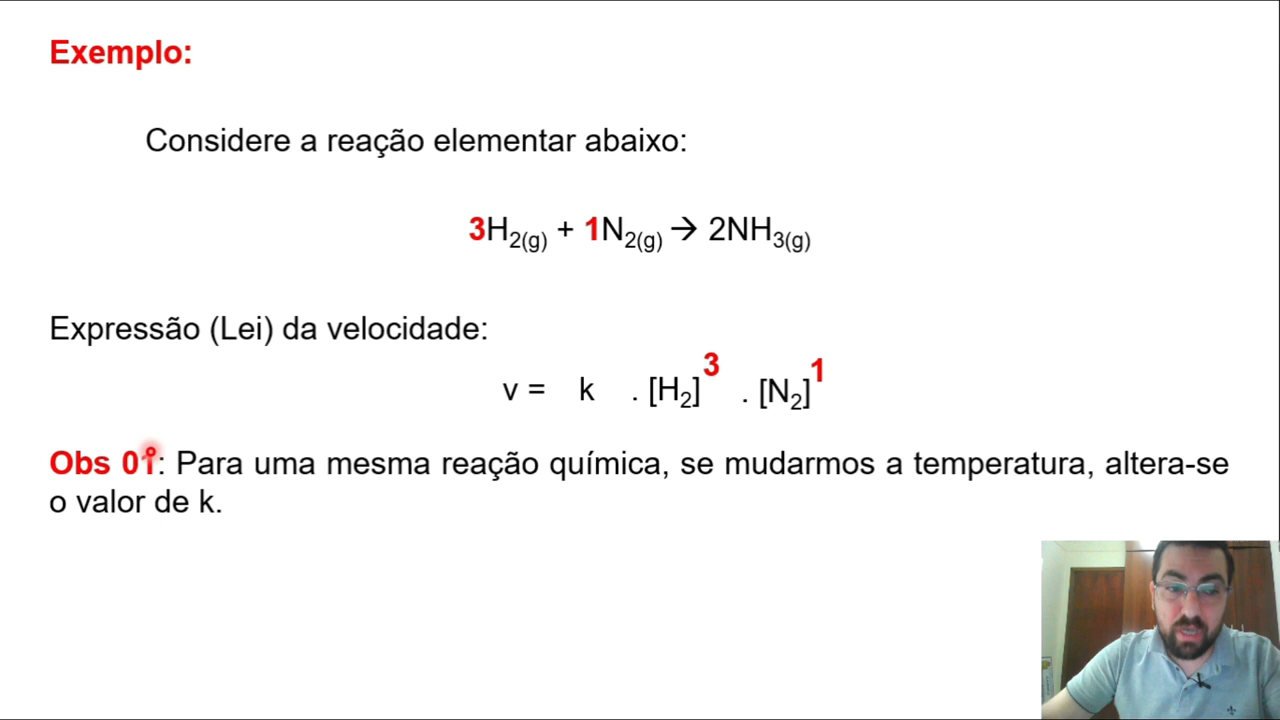 Exemplo:
Considere a reação elementar abaixo:
3H2(g) + 1N2(g) → 2NH3(g)
Expressão (Lei) da velocidade:
v = k . [H2]3 . [N2]1
Obs 01: Para uma mesma reação química, se mudarmos a temperatura, altera-se
o valor de k.